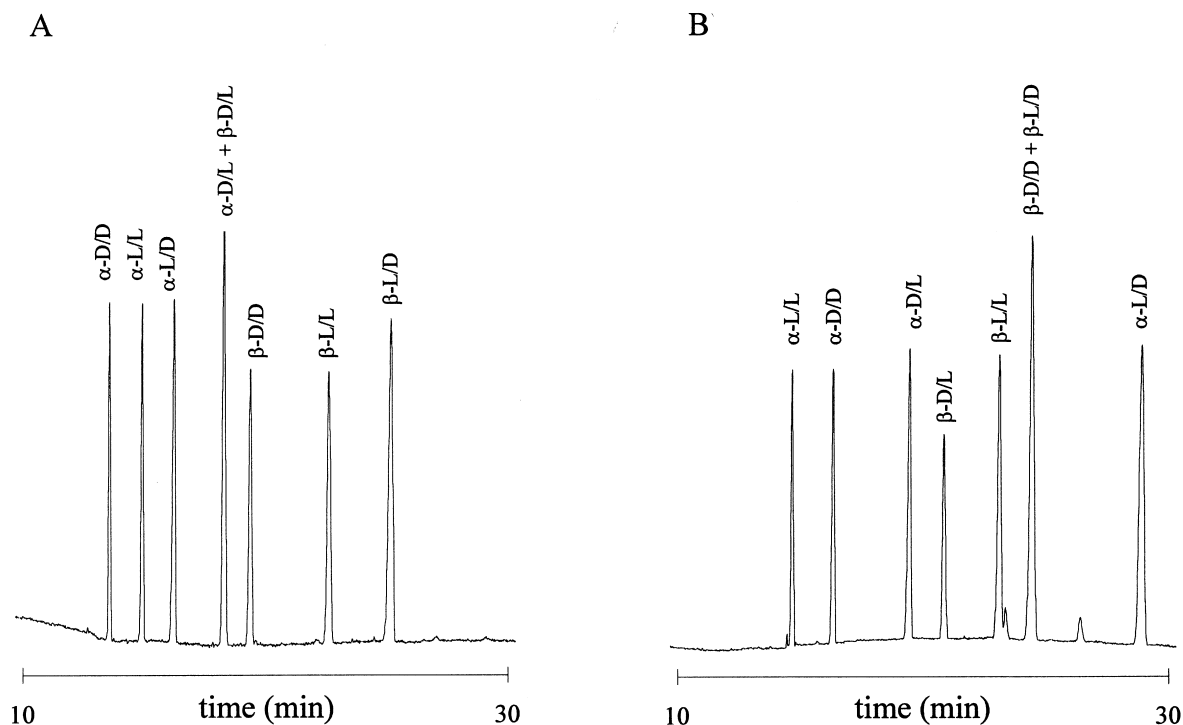 A
α-D/D
α-L/L
α-L/D
α-D/L + β-D/L
β-D/D
β-L/L
β-L/D
10
time (min)
30
B
α-L/L
α-D/D
α-D/L
β-D/L
β-L/L
β-D/D + β-L/D
α-L/D
10
time (min)
30